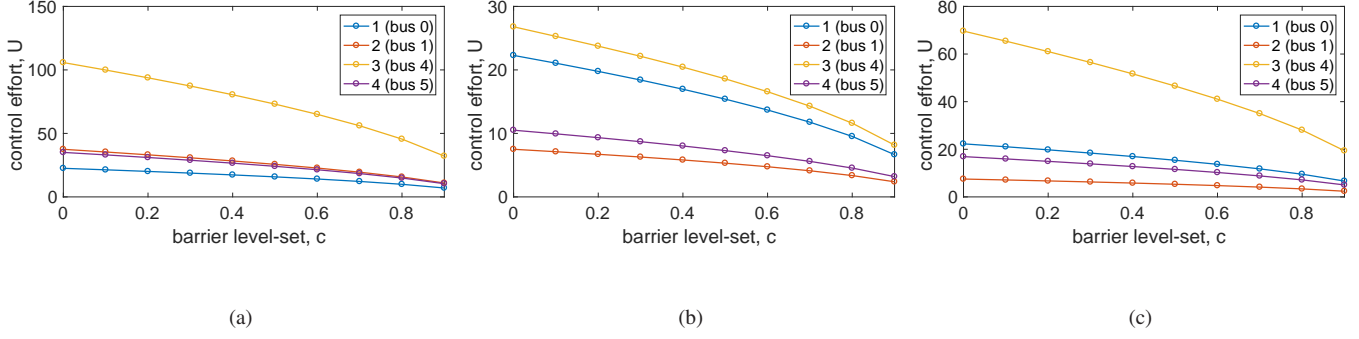 150
100
50
0
control effort, U
0
0.2
0.4
0.6
0.8
barrier level-set, c
1 (bus 0)
2 (bus 1)
3 (bus 4)
4 (bus 5)
(a)
30
20
10
0
control effort, U
0
0.2
0.4
0.6
0.8
barrier level-set, c
1 (bus 0)
2 (bus 1)
3 (bus 4)
4 (bus 5)
(b)
80
60
40
20
0
control effort, U
0
0.2
0.4
0.6
0.8
barrier level-set, c
1 (bus 0)
2 (bus 1)
3 (bus 4)
4 (bus 5)
(c)